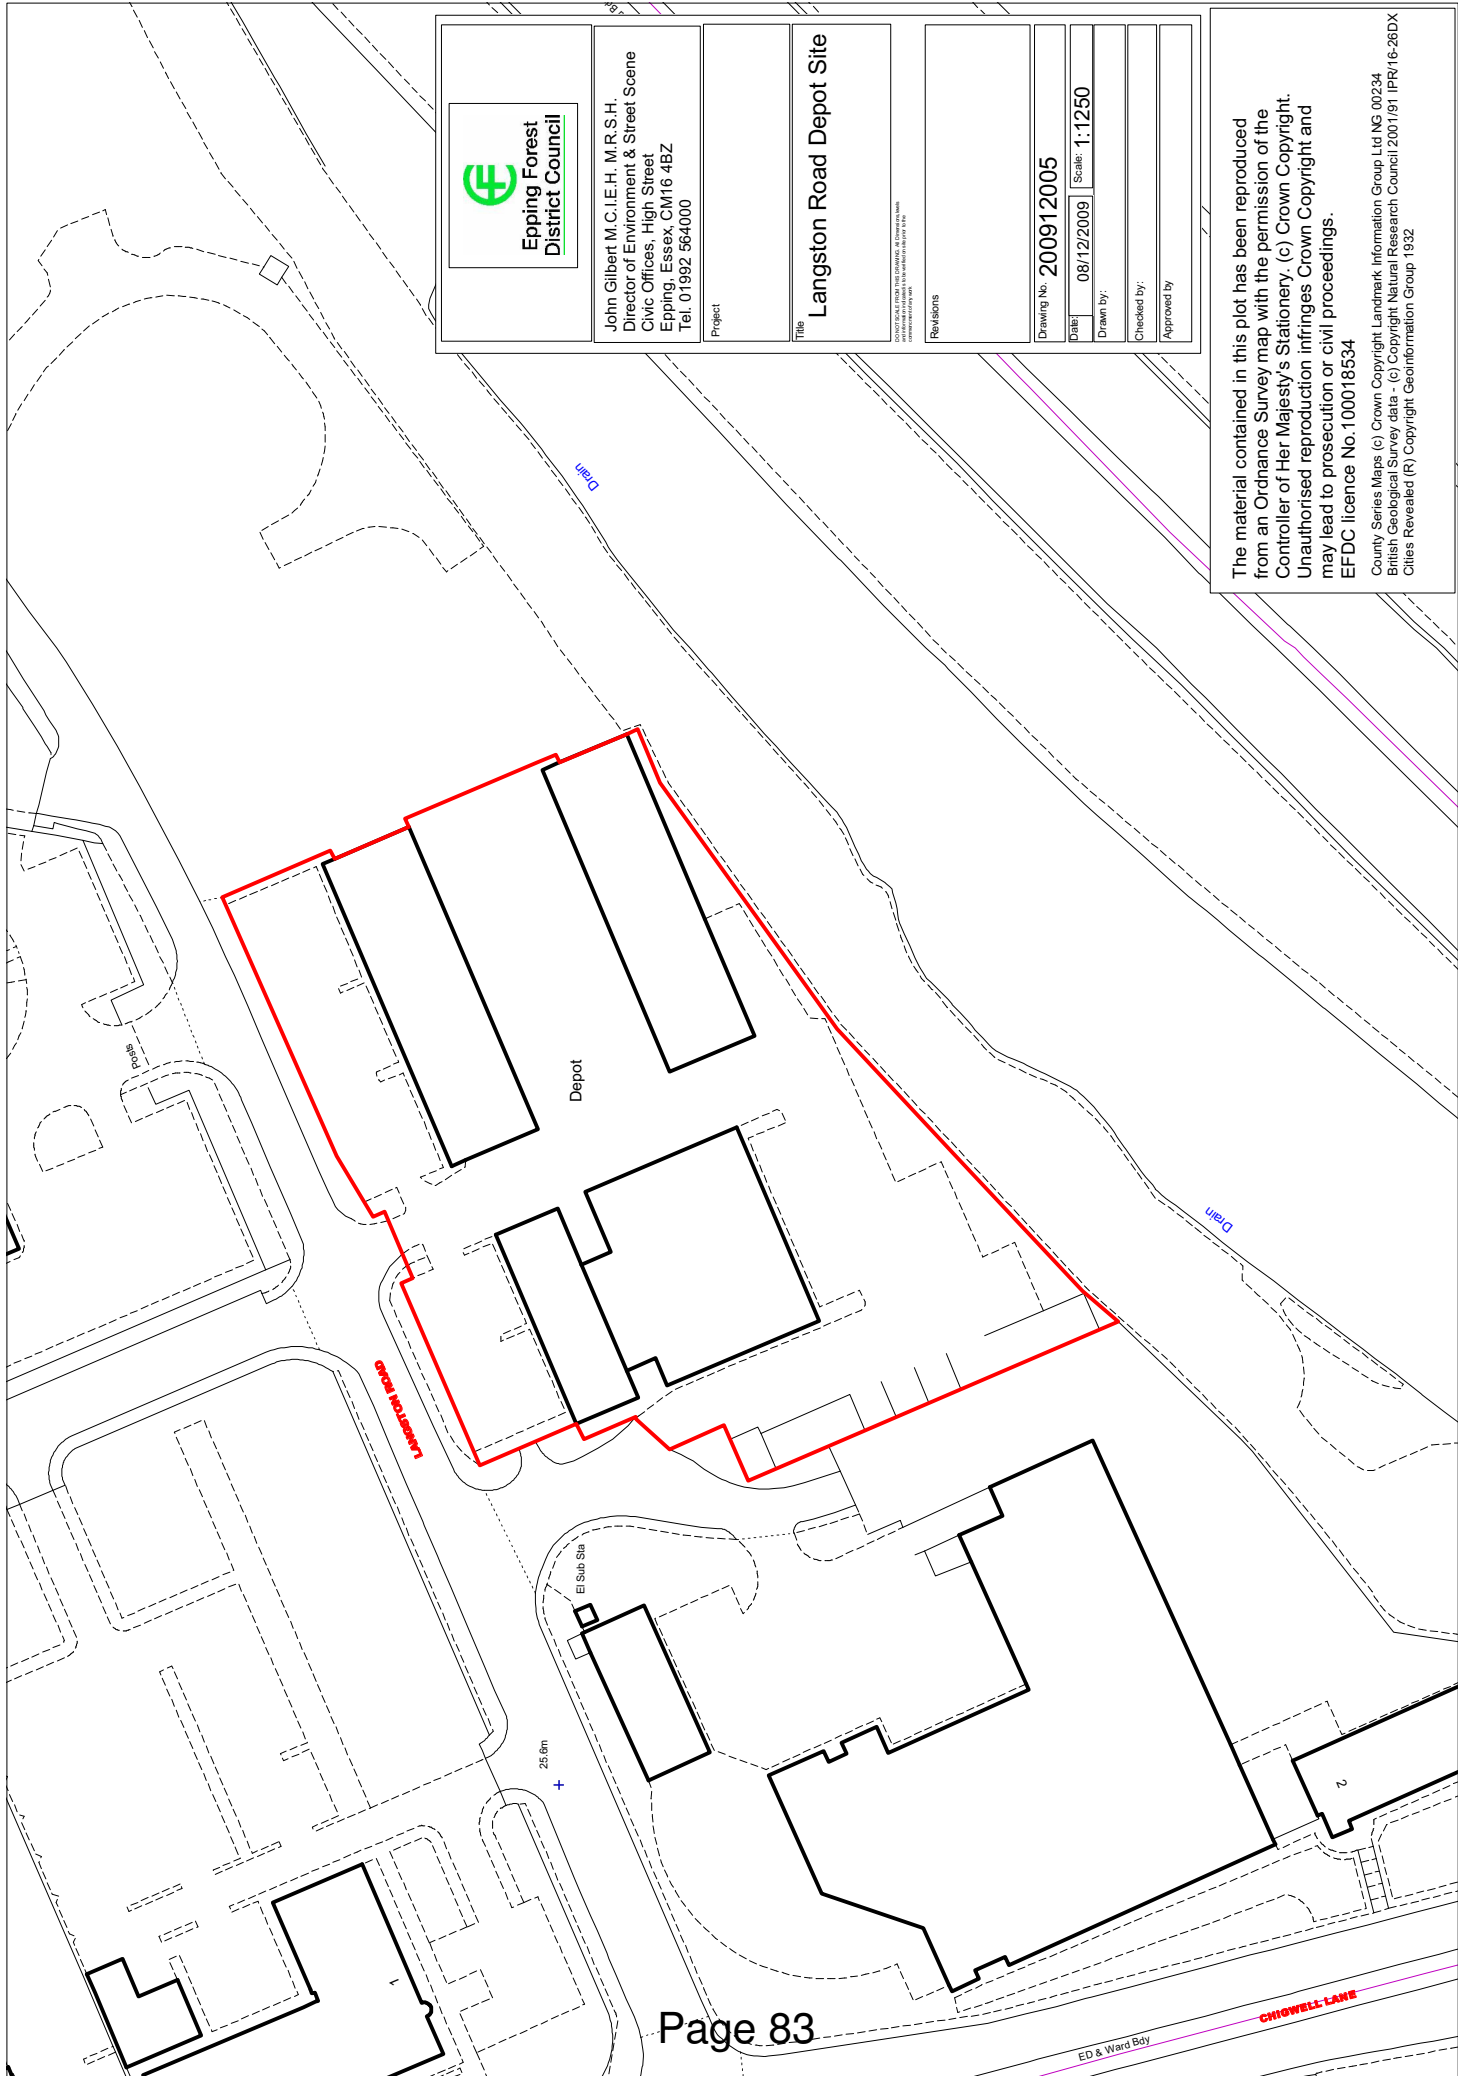 Epping Forest
District Council
John Gilbert M.C.I.E.H. M.R.S.H.
Director of Environment & Street Scene
Civic Offices, High Street
Epping, Essex, CM16 4BZ
Tel. 01992 564000
Project
Title
Langston Road Depot Site
Revisions
Drawing No. 200912005
Date: 08/12/2009 Scale: 1:1250
Drawn by:
Checked by:
Approved by
The material contained in this plot has been reproduced
from an Ordnance Survey map with the permission of the
Controller of Her Majesty's Stationery. (c) Crown Copyright.
Unauthorised reproduction infringes Crown Copyright and
may lead to prosecution or civil proceedings.
EFDC licence No.100018534
County Series Maps (c) Crown Copyright Landmark Information Group Ltd NG 00234
British Geological Survey data - (c) Copyright Natural Research Council 2001/91 IPR/16-26DX
Cities Revealed (R) Copyright Geoinformation Group 1932
Drain
Posts
Depot
Drain
LANGSTON ROAD
El Sub Sta
25.6m
2
1
CHIGWELL LANE
ED & Ward Bdy
Page 83